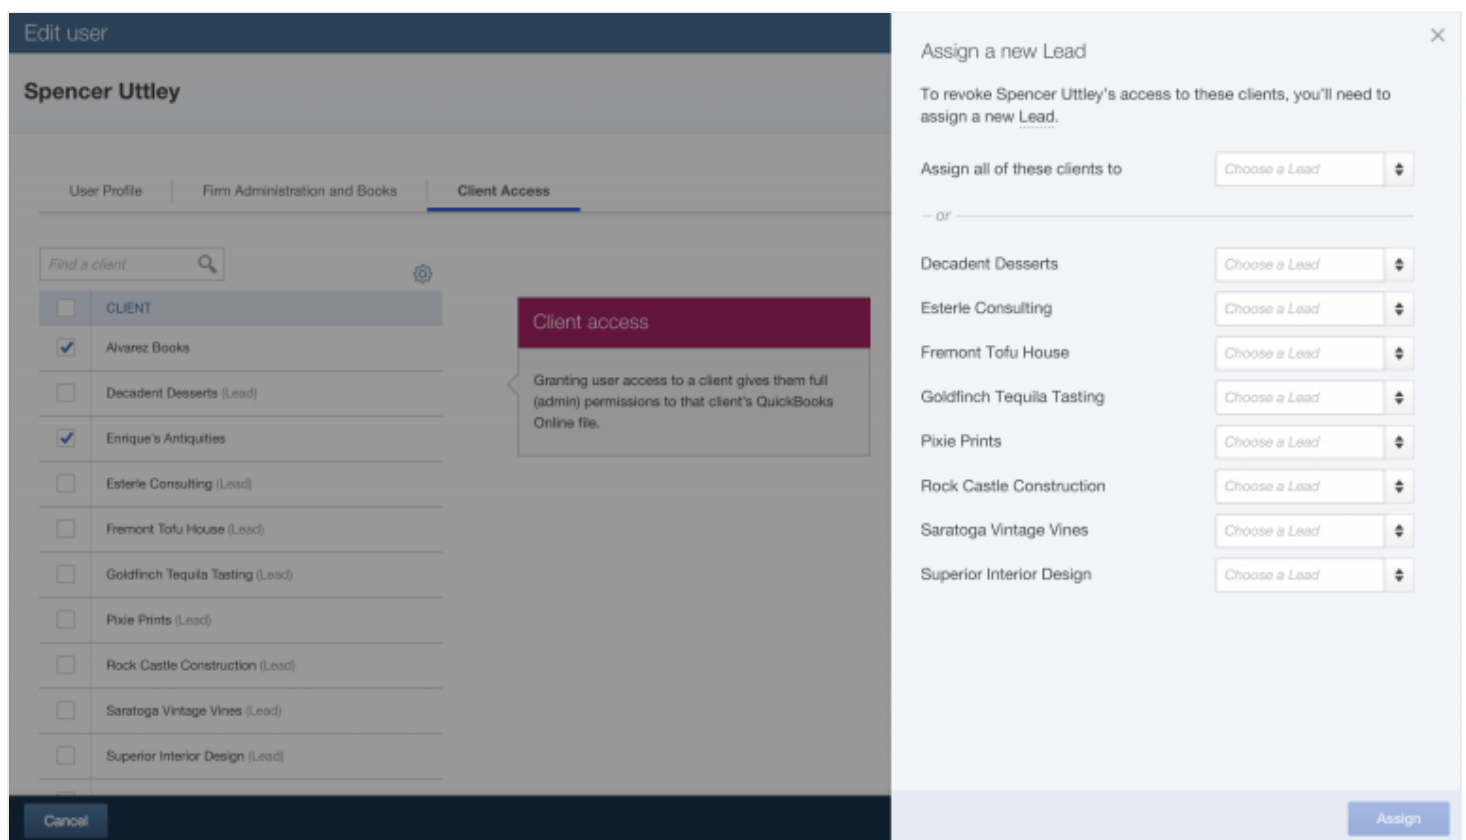 Edit user
Spencer Uttley
User Profile
Firm Administration and Books
Client Access
Find a client
CLIENT
Alvarez Books
Decadent Desserts (Lead)
Enrique's Antiquities
Esterle Consulting (Lead)
Fremont Tofu House (Lead)
Goldfinch Tequila Tasting (Lead)
Pixie Prints (Lead)
Rock Castle Construction (Lead)
Saratoga Vintage Vines (Lead)
Superior Interior Design (Lead)
Cancel
Client access
Granting user access to a client gives them full
(admin) permissions to that client's QuickBooks
Online file.
Assign a new Lead
To revoke Spencer Uttley's access to these clients, you'll need to
assign a new Lead.
Assign all of these clients to Choose a Lead
or
Decadent Desserts Choose a Lead
Esterle Consulting Choose a Lead
Fremont Tofu House Choose a Lead
Goldfinch Tequila Tasting Choose a Lead
Pixie Prints Choose a Lead
Rock Castle Construction Choose a Lead
Saratoga Vintage Vines Choose a Lead
Superior Interior Design Choose a Lead
Assign